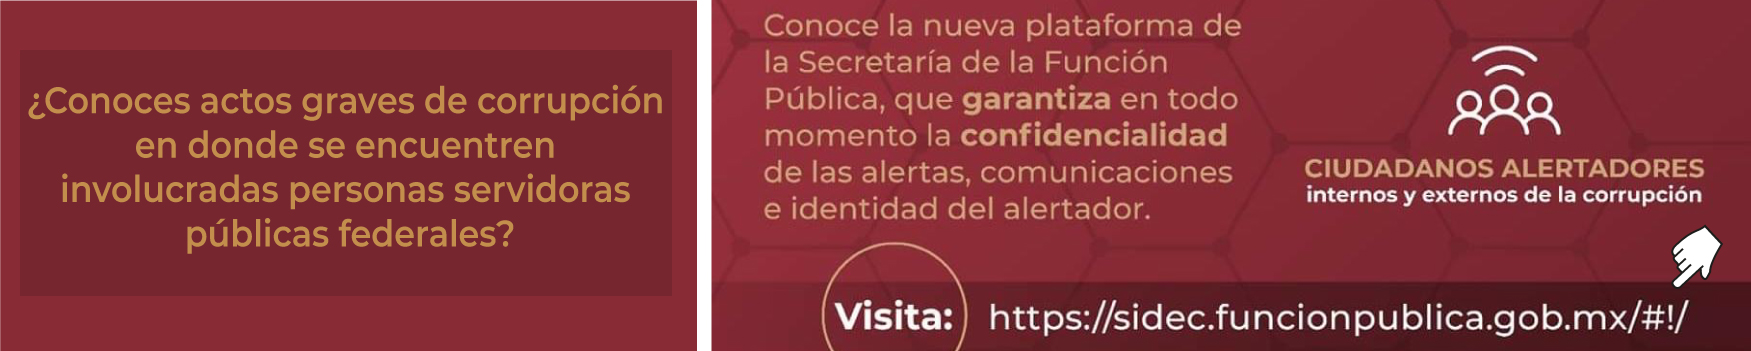 ¿Conoces actos graves de corrupción
en donde se encuentren
involucradas personas servidoras
públicas federales?
Conoce la nueva plataforma de
la Secretaría de la Función
Pública, que garantiza en todo
momento la confidencialidad
de las alertas, comunicaciones
e identidad del alertador.
CIUDADANOS ALERTADORES
internos y externos de la corrupción
Visita: https://sidec.funcionpublica.gob.mx/#!/